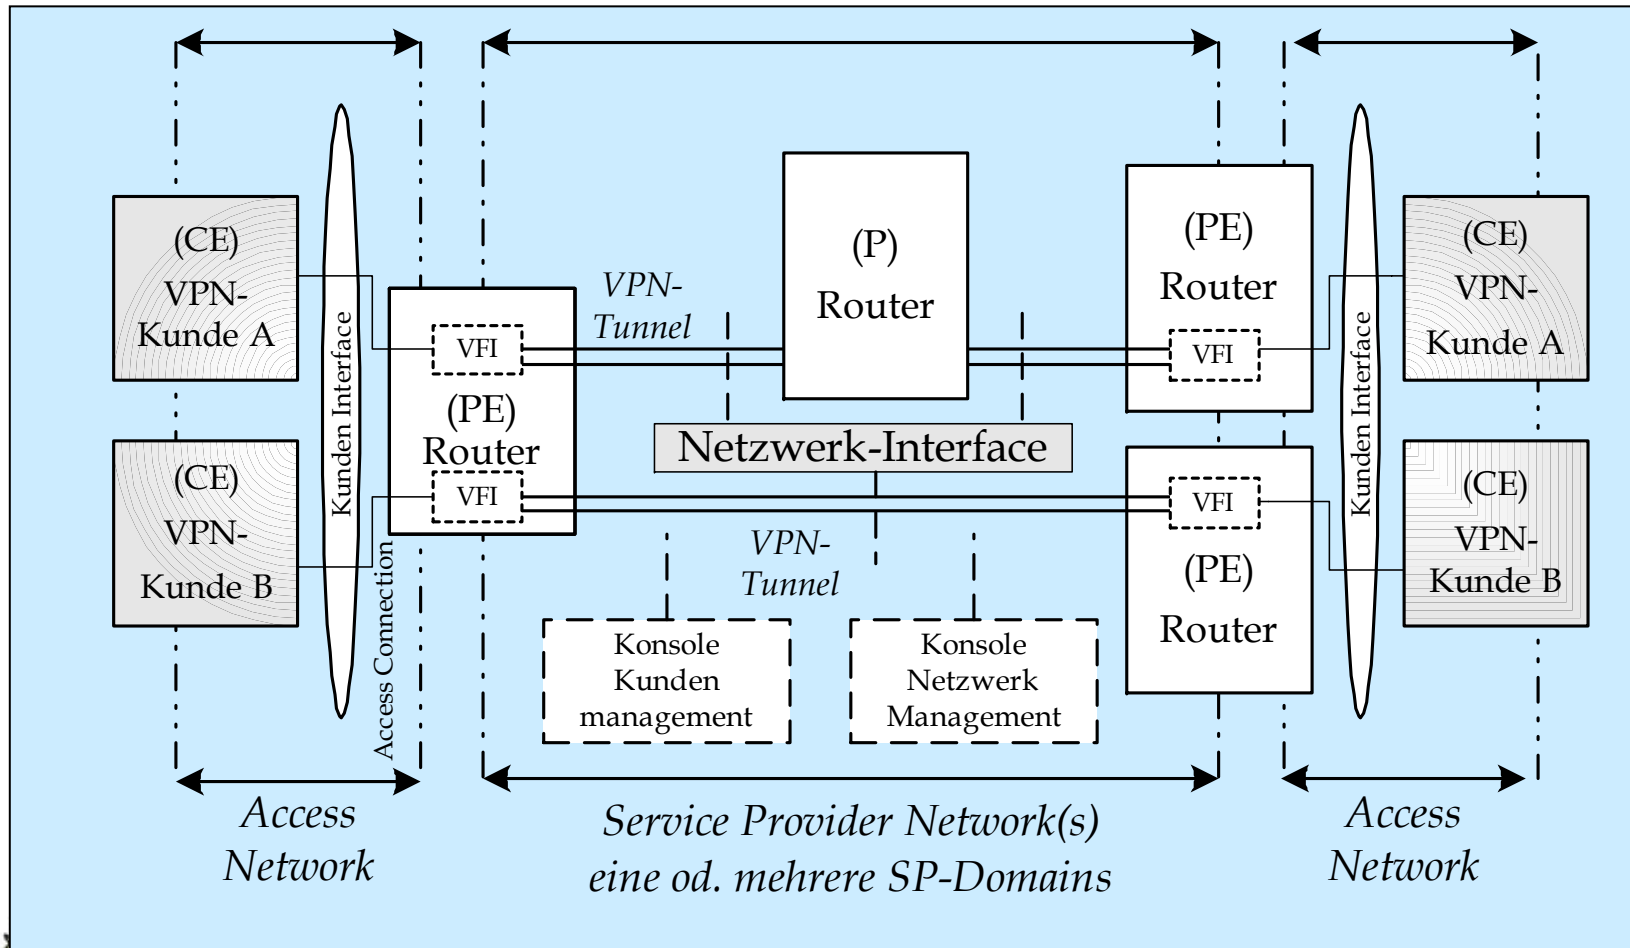 (CE)
VPN-
Kunde A
(CE)
VPN-
Kunde B
Kunden Interface
Access Connection
VFI
(PE)
Router
VFI
VPN-
Tunnel
(P)
Router
Netzwerk-Interface
VPN-
Tunnel
Konsole
Kunden
management
Konsole
Netzwerk
Management
(PE)
Router
VFI
VFI
(PE)
Router
Kunden Interface
(CE)
VPN-
Kunde A
(CE)
VPN-
Kunde B
Access
Network
Service Provider Network(s)
eine od. mehrere SP-Domains
Access
Network